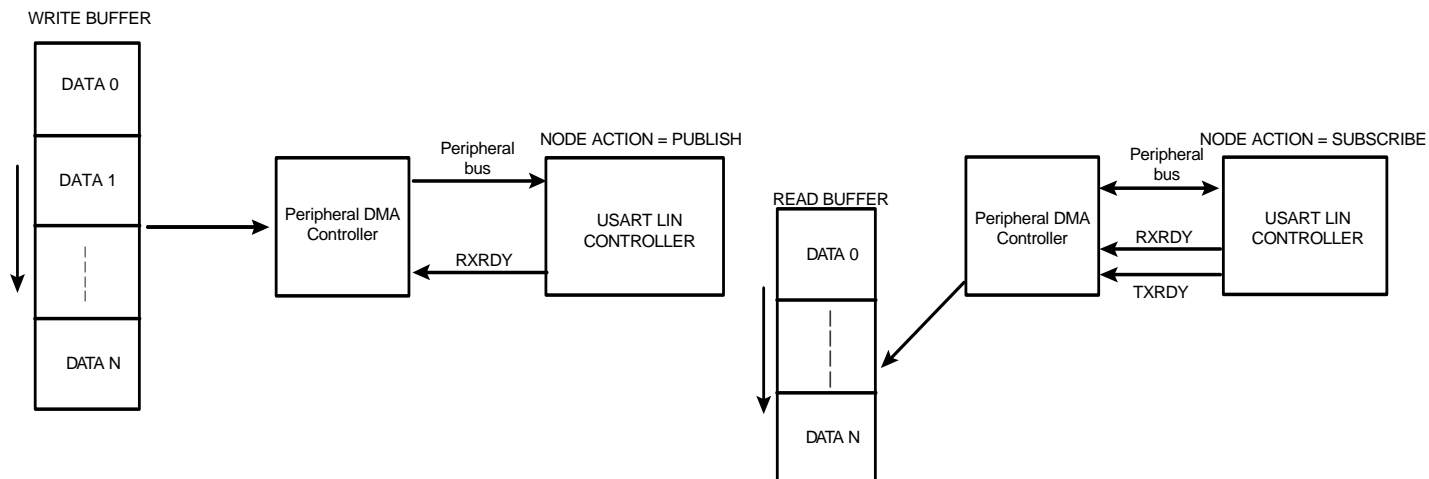 WRITE BUFFER
DATA 0
DATA 1
DATA N
Peripheral DMA
Controller
Peripheral
bus
RXRDY
NODE ACTION = PUBLISH
USART LIN
CONTROLLER
READ BUFFER
DATA 0
DATA N
Peripheral DMA
Controller
Peripheral
bus
RXRDY
TXRDY
NODE ACTION = SUBSCRIBE
USART LIN
CONTROLLER